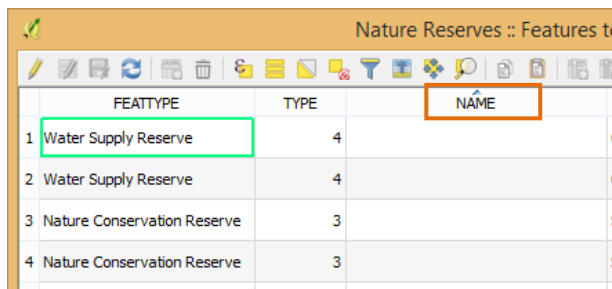 Nature Reserves :: Features t
FEATTYPE TYPE NAME
1 Water Supply Reserve 4
2 Water Supply Reserve 4
3 Nature Conservation Reserve 3
4 Nature Conservation Reserve 3